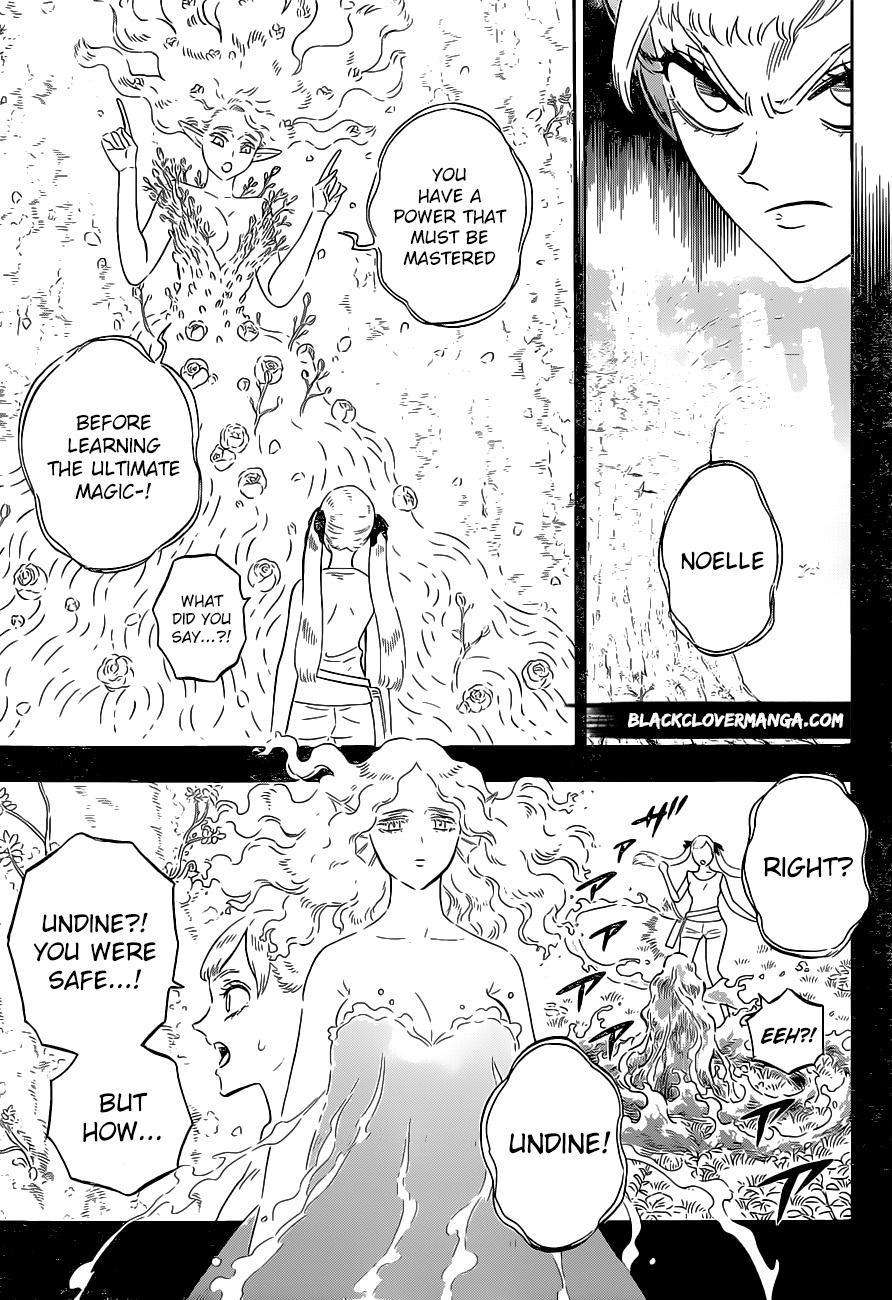 NOELLE
BLACKCLOVERMANGA.COM
YOU
HAVE A
POWER THAT
MUST BE
MASTERED
BEFORE
LEARNING
THE ULTIMATE
MAGIC-!
WHAT
DID YOU
SAY...?!
RIGHT?
EEH?!
UNDINE!
UNDINE?!
YOU WERE
SAFE...!
BUT
HOW...